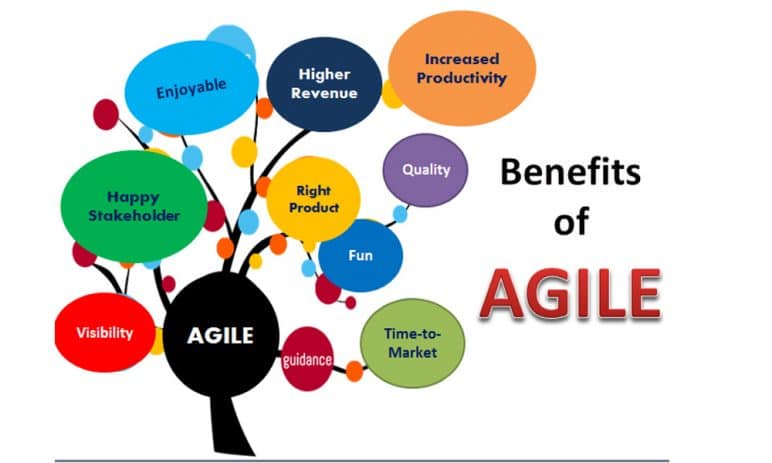 Enjoyable
Higher
Revenue
Increased
Productivity
Happy
Stakeholder
Right
Product
Quality
Fun
Visibility
AGILE
guidance
Time-to-
Market
Benefits
of
AGILE